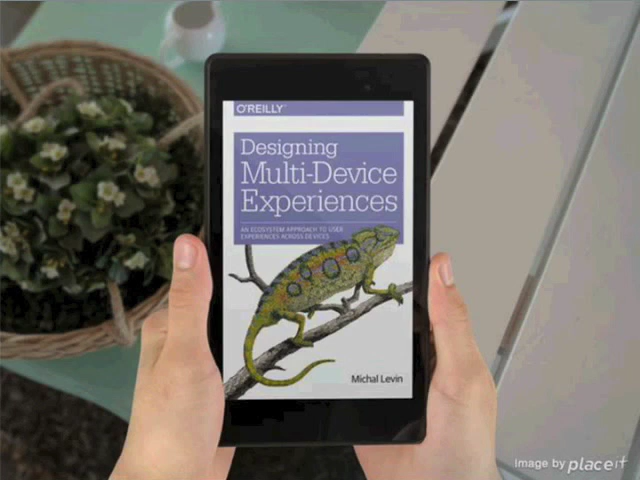 O'REILLY
Designing
Multi-Device
Experiences
AN ECOSYSTEM APPROACH TO USER
EXPERIENCES ACROSS DEVICES
Michal Levin
Image by placeit